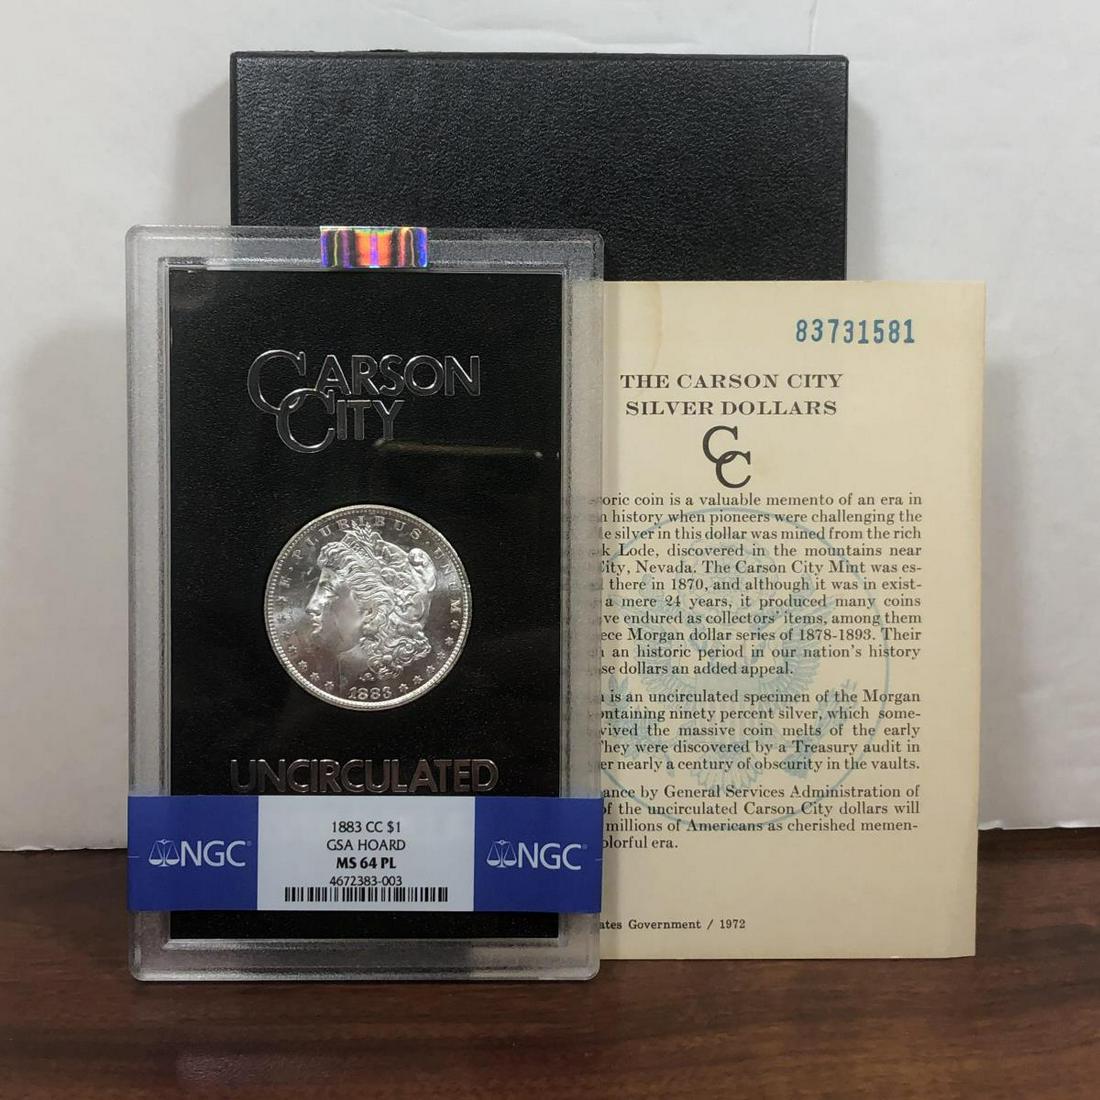 CARSON
CITY
E PLURIBUS UNUM
1883
UNCIRCULATED
NGC
1883 CC $1
GSA HOARD
MS 64 PL
4672383-003
NGC
83731581
THE CARSON CITY
SILVER DOLLARS
CC
oric coin is a valuable memento of an era in
n history when pioneers were challenging the
e silver in this dollar was mined from the rich
k Lode, discovered in the mountains near
City, Nevada. The Carson City Mint was es-
there in 1870, and although it was in exist-
a mere 24 years, it produced many coins
ve endured as collectors' items, among them
ece Morgan dollar series of 1878-1893. Their
an historic period in our nation's history
se dollars an added appeal.
is an uncirculated specimen of the Morgan
ontaining ninety percent silver, which some-
vived the massive coin melts of the early
They were discovered by a Treasury audit in
er nearly a century of obscurity in the vaults.
ance by General Services Administration of
of the uncirculated Carson City dollars will
millions of Americans as cherished memen-
olorful era.
ates Government / 1972